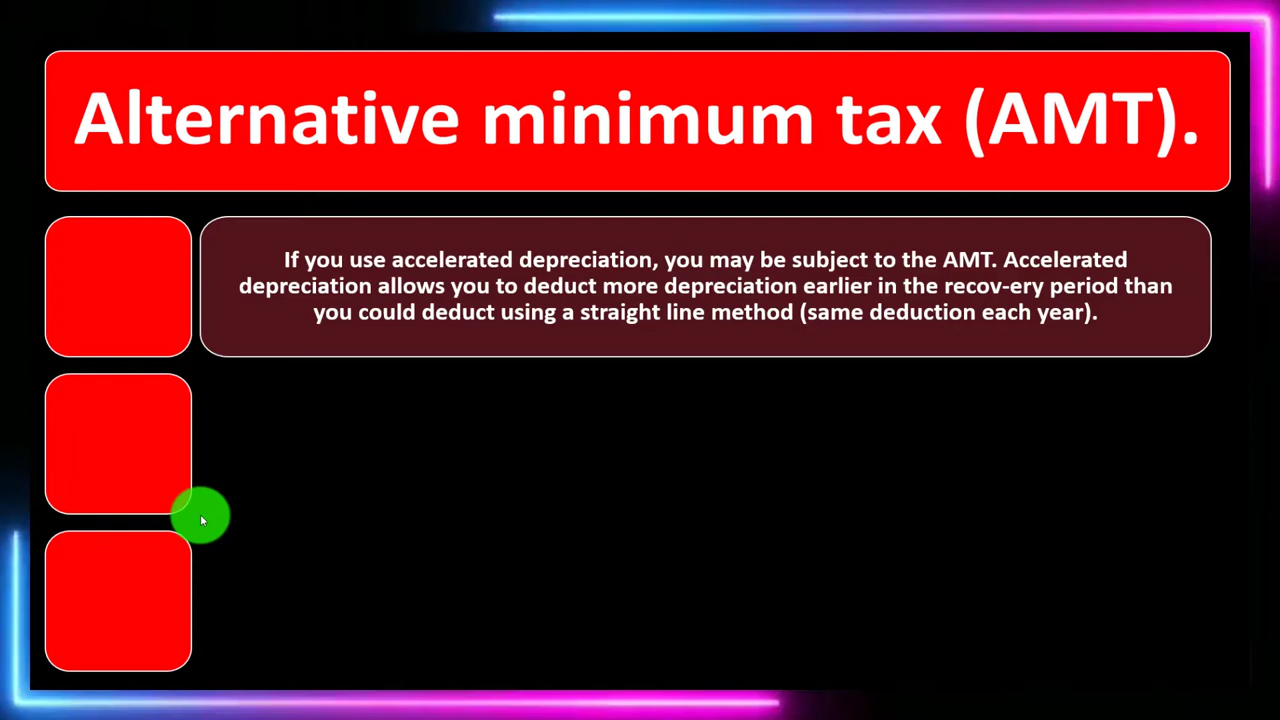 Alternative minimum tax (AMT).
If you use accelerated depreciation, you may be subject to the AMT. Accelerated
depreciation allows you to deduct more depreciation earlier in the recov-ery period than
you could deduct using a straight line method (same deduction each year).